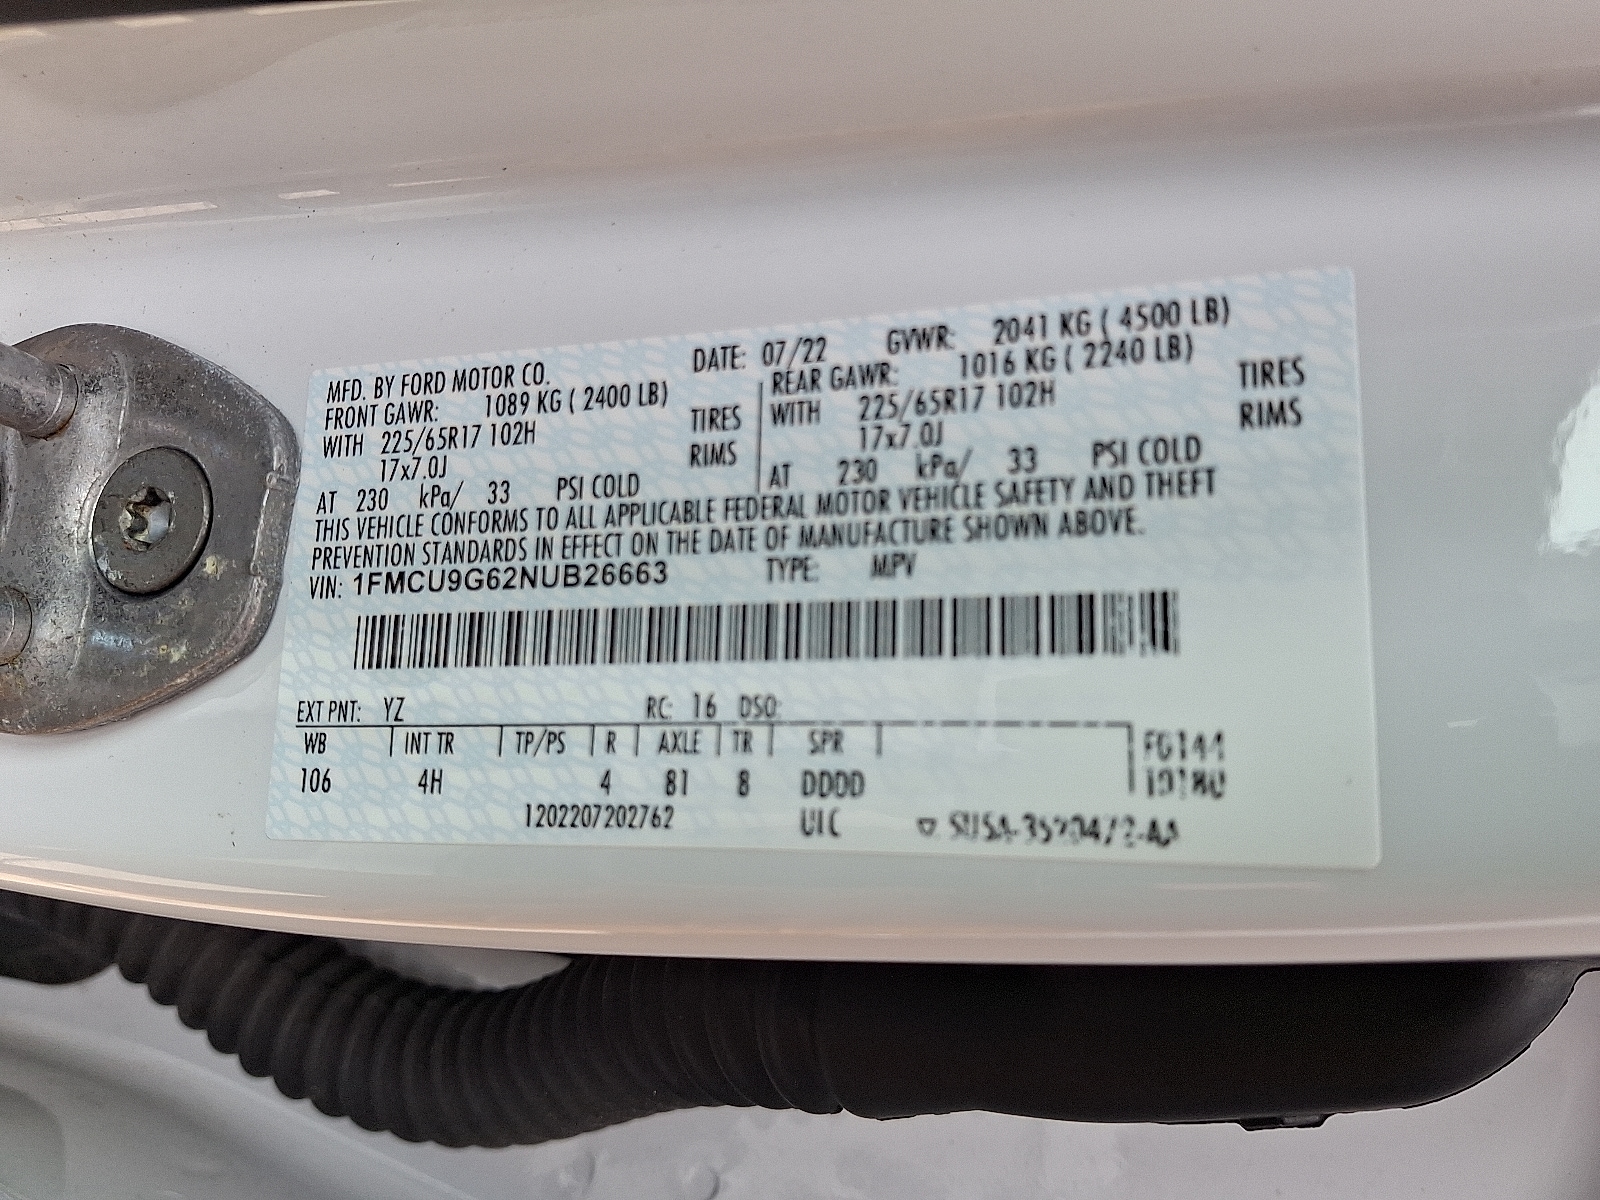 MFD. BY FORD MOTOR CO. DATE: 07/22 GVWR: 2041 KG ( 4500 LB)
FRONT GAWR: 1089 KG ( 2400 LB) REAR GAWR: 1016 KG ( 2240 LB)
WITH 225/65R17 102H TIRES WITH 225/65R17 102H TIRES
17x7.0J RIMS 17x7.0J RIMS
AT 230 kPa/ 33 PSI COLD AT 230 kPa/ 33 PSI COLD
THIS VEHICLE CONFORMS TO ALL APPLICABLE FEDERAL MOTOR VEHICLE SAFETY AND THEFT
PREVENTION STANDARDS IN EFFECT ON THE DATE OF MANUFACTURE SHOWN ABOVE.
VIN: 1FMCU9G62NUB26663 TYPE: MPV
EXT PNT: YZ RC: 16 DSO:
WB INT TR TP/PS R AXLE TR SPR
106 4H 4 81 8 DDDD
1202207202762 UIC